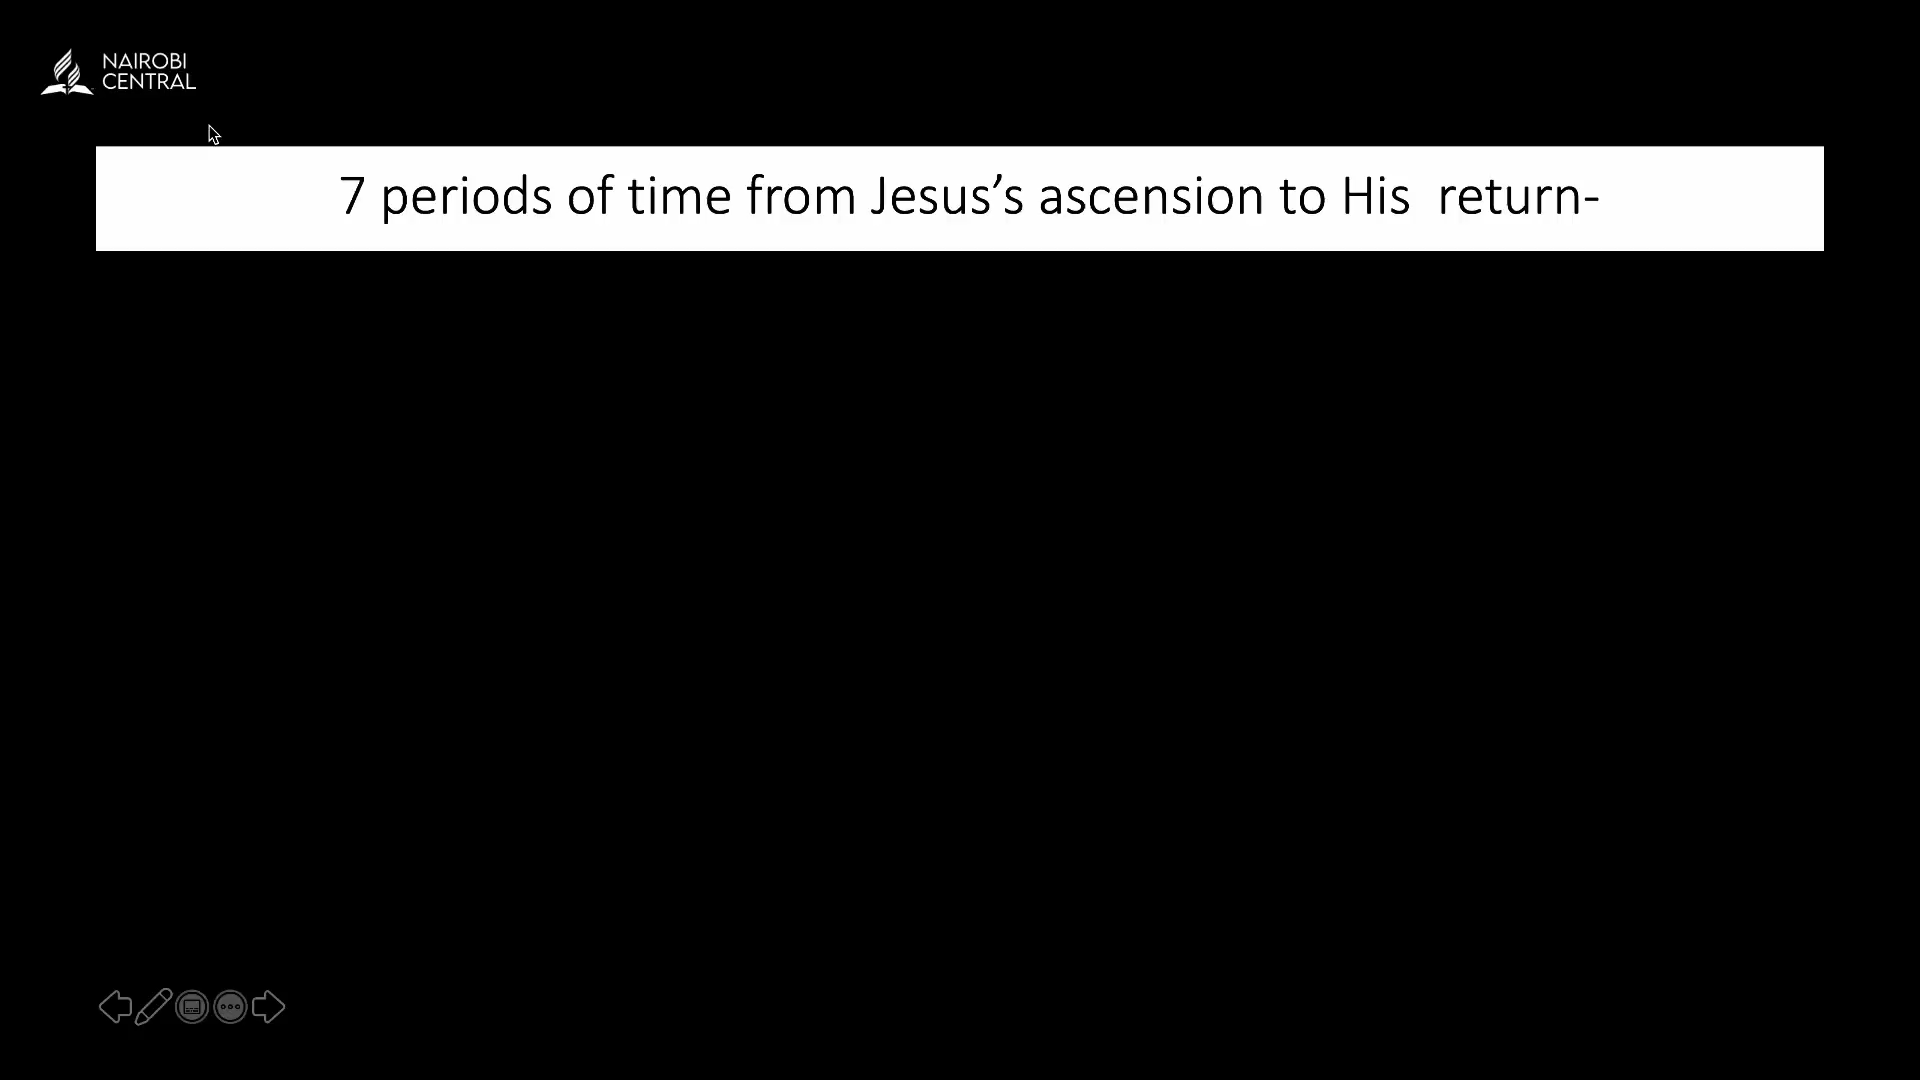 NAIROBI
CENTRAL
7 periods of time from Jesus’s ascension to His  return-